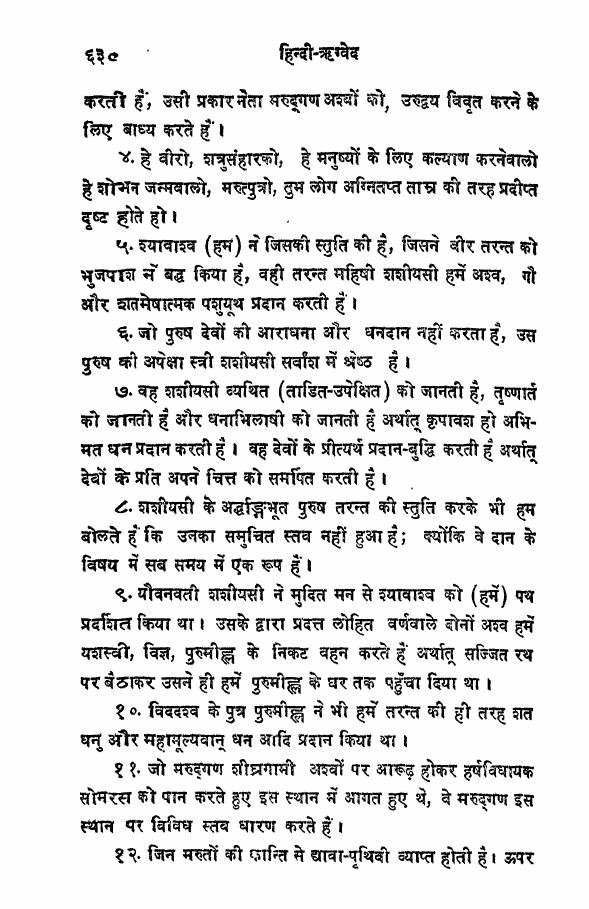 ६३०
हिन्दी-ऋग्वेद
करती हैं, उसी प्रकार नेता मरुद्गण अश्वों को, उरुद्वय विवृत करने के
लिए बाध्य करते हैं।
४. हे वीरो, शत्रुसंहारको, हे मनुष्यों के लिए कल्याण करनेवालो
हे शोभन जन्मवालो, मरुत्पुत्रो, तुम लोग अग्नितप्त ताम्र की तरह प्रदीप्त
दृष्ट होते हो।
५. श्यावाश्व (हम) ने जिसकी स्तुति की है, जिसने वीर तरन्त को
भुजपाश में बद्ध किया है, वही तरन्त महिषी शशीयसी हमें अश्व, गौ
और शतमेषात्मक पशुयूथ प्रदान करती हैं।
६. जो पुरुष देवों की आराधना और धनदान नहीं करता है, उस
पुरुष की अपेक्षा स्त्री शशीयसी सर्वांश में श्रेष्ठ है।
७. वह शशीयसी व्यथित (ताडित-उपेक्षित) को जानती है, तृष्णार्त
को जानती है और धनाभिलाषी को जानती है अर्थात् कृपावश हो अभि-
मत धन प्रदान करती है। वह देवों के प्रीत्यर्थ प्रदान-बुद्धि करती है अर्थात्
देवों के प्रति अपने चित्त को समर्पित करती है।
८. शशीयसी के अर्द्धाङ्गभूत पुरुष तरन्त की स्तुति करके भी हम
बोलते हैं कि उनका समुचित स्तव नहीं हुआ है; क्योंकि वे दान के
विषय में सब समय में एक रूप हैं।
९. यौवनवती शशीयसी ने मुदित मन से श्यावाश्व को (हमें) पथ
प्रदर्शित किया था। उसके द्वारा प्रदत्त लोहित वर्णवाले दोनों अश्व हमें
यशस्वी, विज्ञ, पुरुमीह्ळ के निकट वहन करते हैं अर्थात् सज्जित रथ
पर बैठाकर उसने ही हमें पुरुमीह्ळ के घर तक पहुँचा दिया था।
१०. विददश्व के पुत्र पुरुमीह्ळ ने भी हमें तरन्त की ही तरह शत
धनु और महामूल्यवान् धन आदि प्रदान किया था।
११. जो मरुद्गण शीघ्रगामी अश्वों पर आरूढ़ होकर हर्षविधायक
सोमरस को पान करते हुए इस स्थान में आगत हुए थे, वे मरुद्गण इस
स्थान पर विविध स्तव धारण करते हैं।
१२. जिन मरुतों की कान्ति से द्यावा-पृथिवी व्याप्त होती है। ऊपर